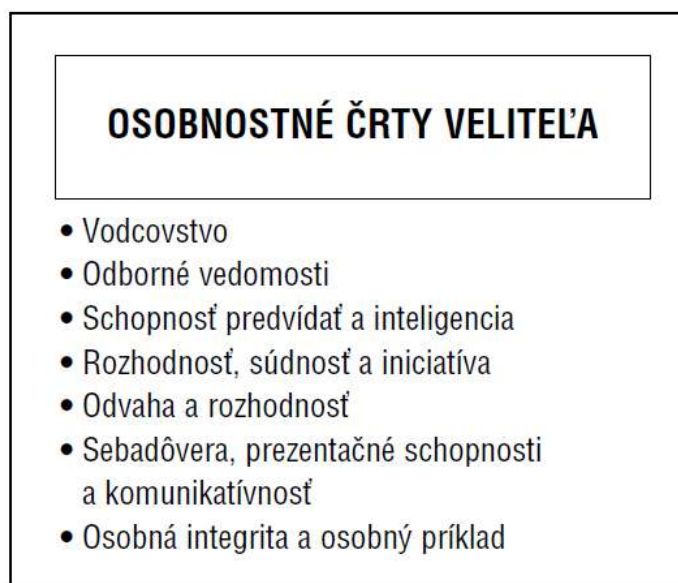 OSOBNOSTNÉ ČRTY VELITEĽA
• Vodcovstvo
• Odborné vedomosti
• Schopnosť predvídať a inteligencia
• Rozhodnosť, súdnosť a iniciatíva
• Odvaha a rozhodnosť
• Sebadôvera, prezentačné schopnosti
a komunikatívnosť
• Osobná integrita a osobný príklad